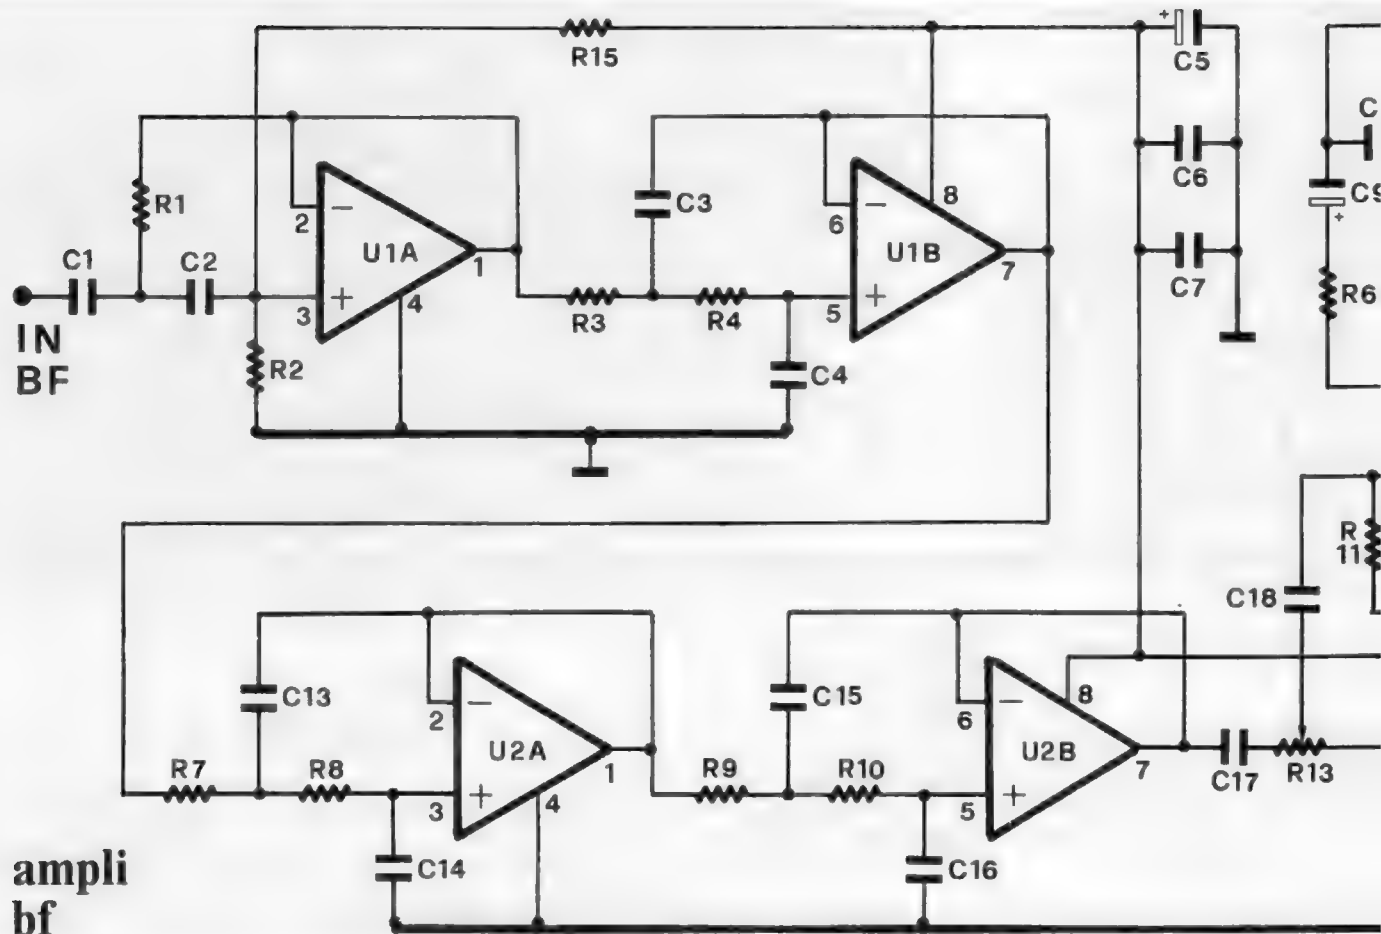 R15
+
C5
C
C6
C9
+
R1
2
−
U1A
1
C3
6
−
8
U1B
7
C7
C1
C2
3
+
4
R3
R4
5
+
R6
IN
BF
R2
C4
R
11
C18
C13
2
−
U2A
1
C15
6
−
8
U2B
7
R7
R8
3
+
4
R9
R10
5
+
C17
R13
C14
C16
ampli
bf